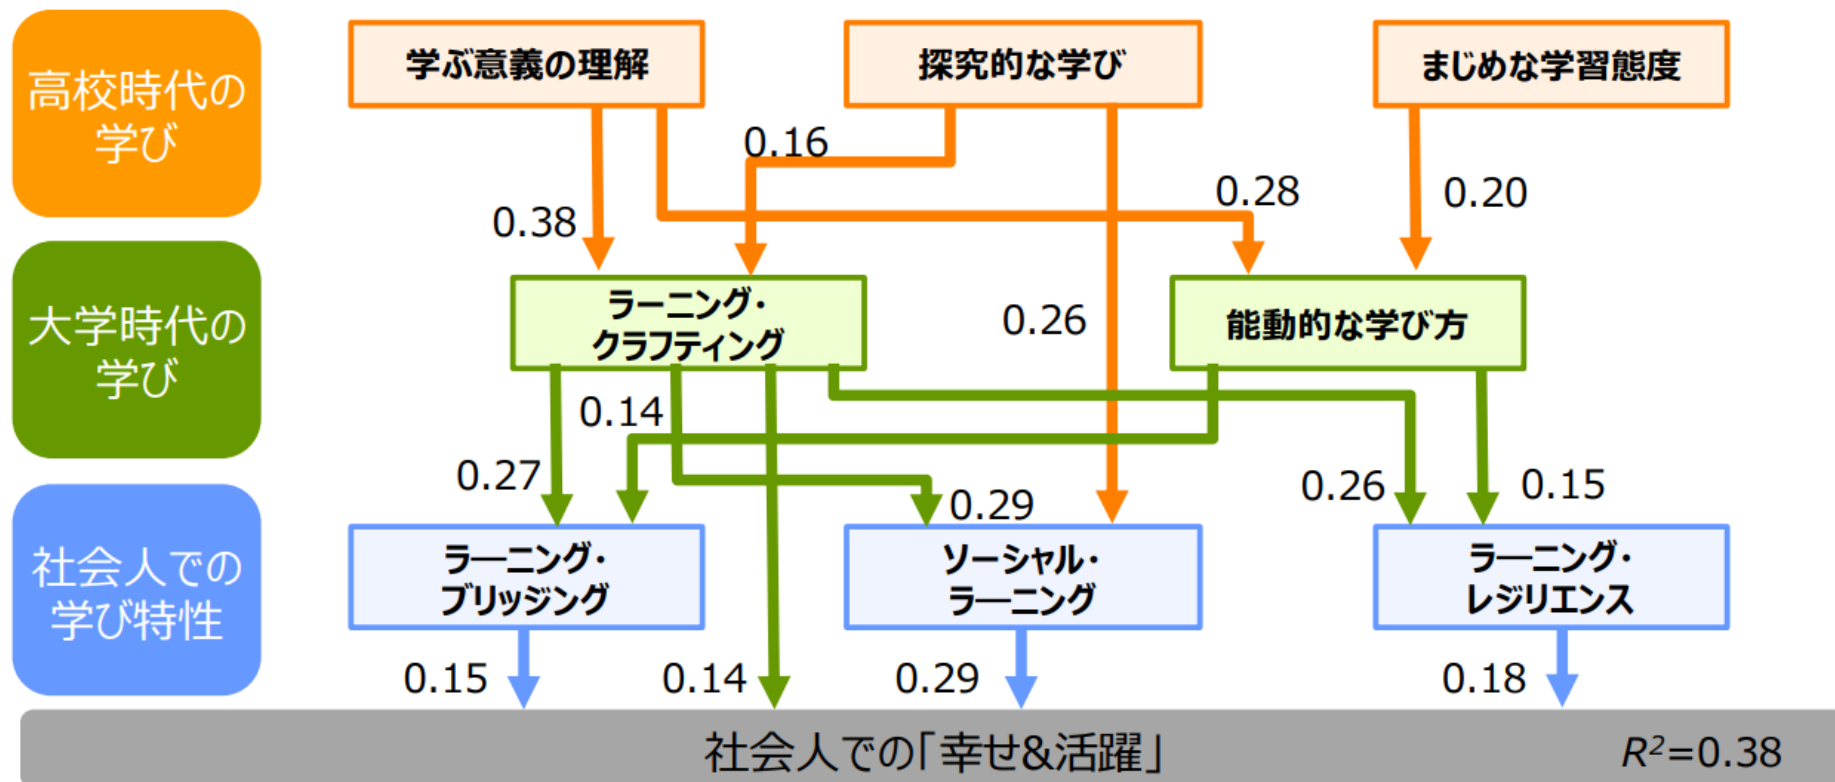 高校時代の
学び
学ぶ意義の理解
探究的な学び
まじめな学習態度
0.16
0.28
0.20
0.38
大学時代の
学び
ラーニング・
クラフティング
0.26
能動的な学び方
0.14
0.27
0.29
0.26
0.15
社会人での
学び特性
ラーニング・
ブリッジング
ソーシャル・
ラーニング
ラーニング・
レジリエンス
0.15
0.14
0.29
0.18
社会人での「幸せ&活躍」
R²=0.38